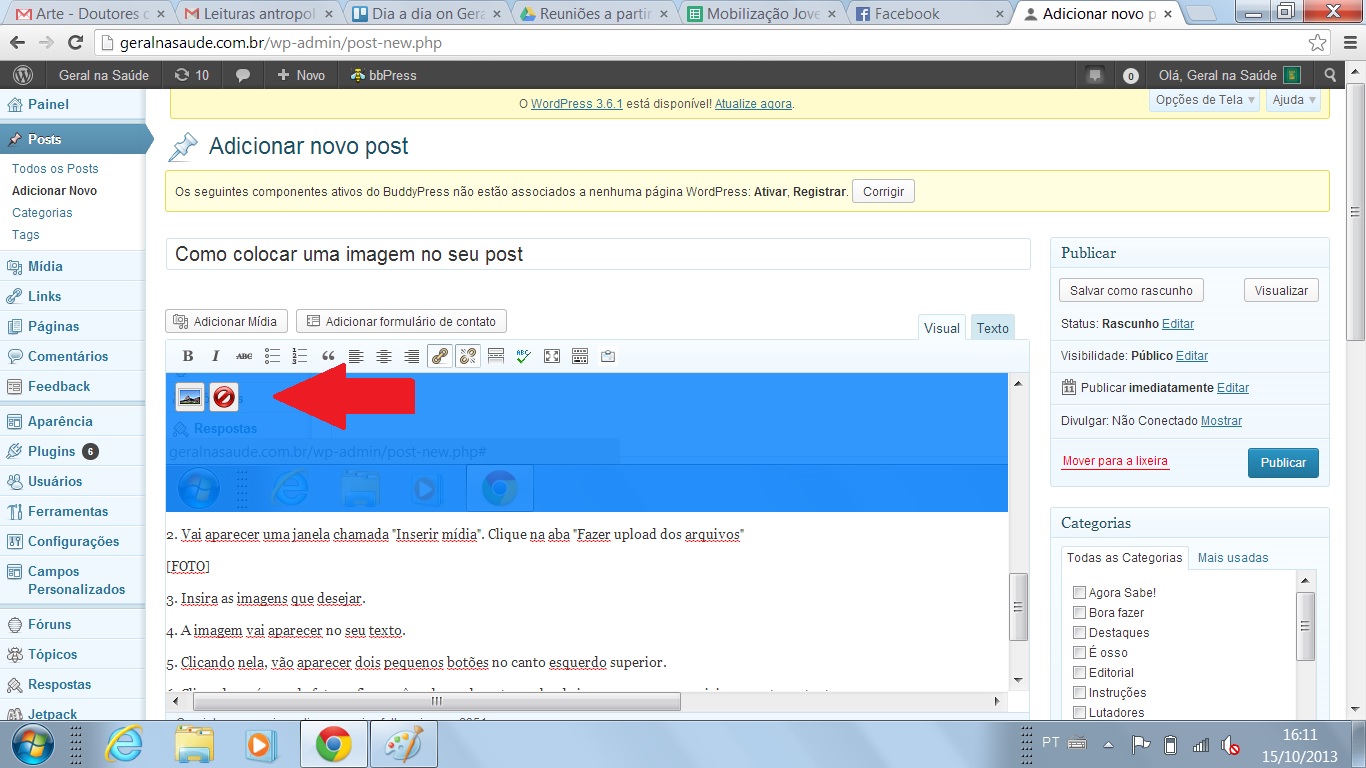 Arte - Doutores d
Leituras antropol
Dia a dia on Gera
Reuniões a partir
Mobilização Jove
Facebook
Adicionar novo p
geralnasaude.com.br/wp-admin/post-new.php
Geral na Saúde
10
Novo
bbPress
0
Olá, Geral na Saúde
Painel
Posts
Todos os Posts
Adicionar Novo
Categorias
Tags
Mídia
Links
Páginas
Comentários
Feedback
Aparência
Plugins 6
Usuários
Ferramentas
Configurações
Campos
Personalizados
Fóruns
Tópicos
Respostas
Jetpack
O WordPress 3.6.1 está disponível! Atualize agora.
Opções de Tela
Ajuda
Adicionar novo post
Os seguintes componentes ativos do BuddyPress não estão associados a nenhuma página WordPress: Ativar, Registrar. Corrigir
Como colocar uma imagem no seu post
Adicionar Mídia
Adicionar formulário de contato
Visual
Texto
B I ABC
ABC
Respostas
geralnasaude.com.br/wp-admin/post-new.php#
2. Vai aparecer uma janela chamada "Inserir mídia". Clique na aba "Fazer upload dos arquivos"
[FOTO]
3. Insira as imagens que desejar.
4. A imagem vai aparecer no seu texto.
5. Clicando nela, vão aparecer dois pequenos botões no canto esquerdo superior.
Publicar
Salvar como rascunho
Visualizar
Status: Rascunho Editar
Visibilidade: Público Editar
11 Publicar imediatamente Editar
Divulgar: Não Conectado Mostrar
Mover para a lixeira
Publicar
Categorias
Todas as Categorias
Mais usadas
Agora Sabe!
Bora fazer
Destaques
É osso
Editorial
Instruções
Lutadores
PT
16:11
15/10/2013